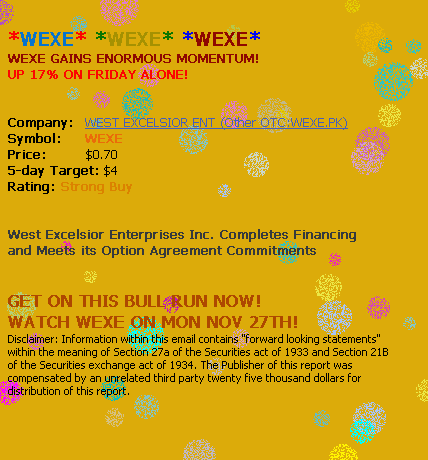 *WEXE* *WEXE* *WEXE*
WEXE GAINS ENORMOUS MOMENTUM!
UP 17% ON FRIDAY ALONE!
Company: WEST EXCELSIOR ENT (Other OTC:WEXE.PK)
Symbol: WEXE
Price: $0.70
5-day Target: $4
Rating: Strong Buy
West Excelsior Enterprises Inc. Completes Financing
and Meets its Option Agreement Commitments
GET ON THIS BULL RUN NOW!
WATCH WEXE ON MON NOV 27TH!
Disclaimer: Information within this email contains "forward looking statements"
within the meaning of Section 27a of the Securities act of 1933 and Section 21B
of the Securities exchange act of 1934. The Publisher of this report was
compensated by an unrelated third party twenty five thousand dollars for
distribution of this report.